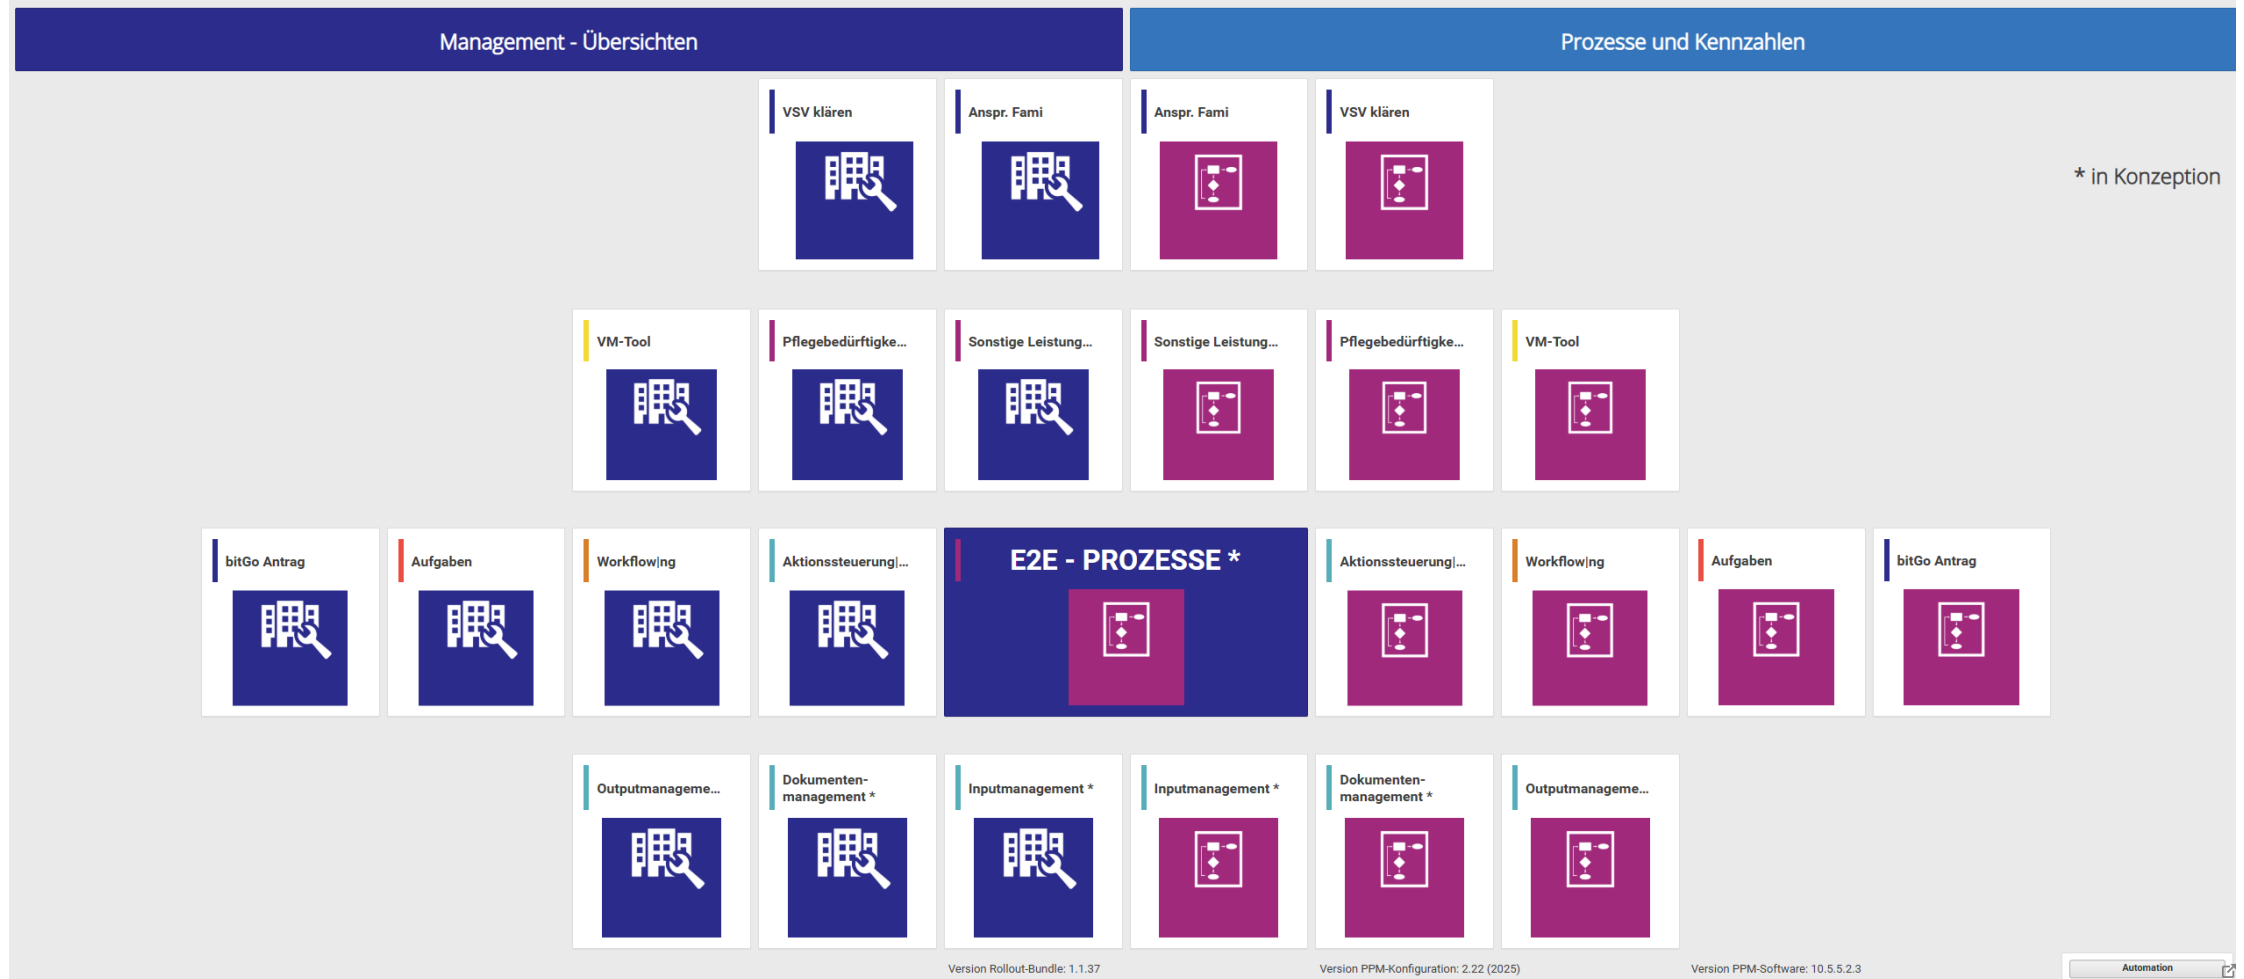 Management - Übersichten
Prozesse und Kennzahlen
VSV klären
Anspr. Fami
Anspr. Fami
VSV klären
* in Konzeption
VM-Tool
Pflegebedürftigke...
Sonstige Leistung...
Sonstige Leistung...
Pflegebedürftigke...
VM-Tool
bitGo Antrag
Aufgaben
Workflow|ng
Aktionssteuerung|...
E2E - PROZESSE *
Aktionssteuerung|...
Workflow|ng
Aufgaben
bitGo Antrag
Outputmanageme...
Dokumenten-
management *
Inputmanagement *
Inputmanagement *
Dokumenten-
management *
Outputmanageme...
Version Rollout-Bundle: 1.1.37
Version PPM-Konfiguration: 2.22 (2025)
Version PPM-Software: 10.5.5.2.3
Automation